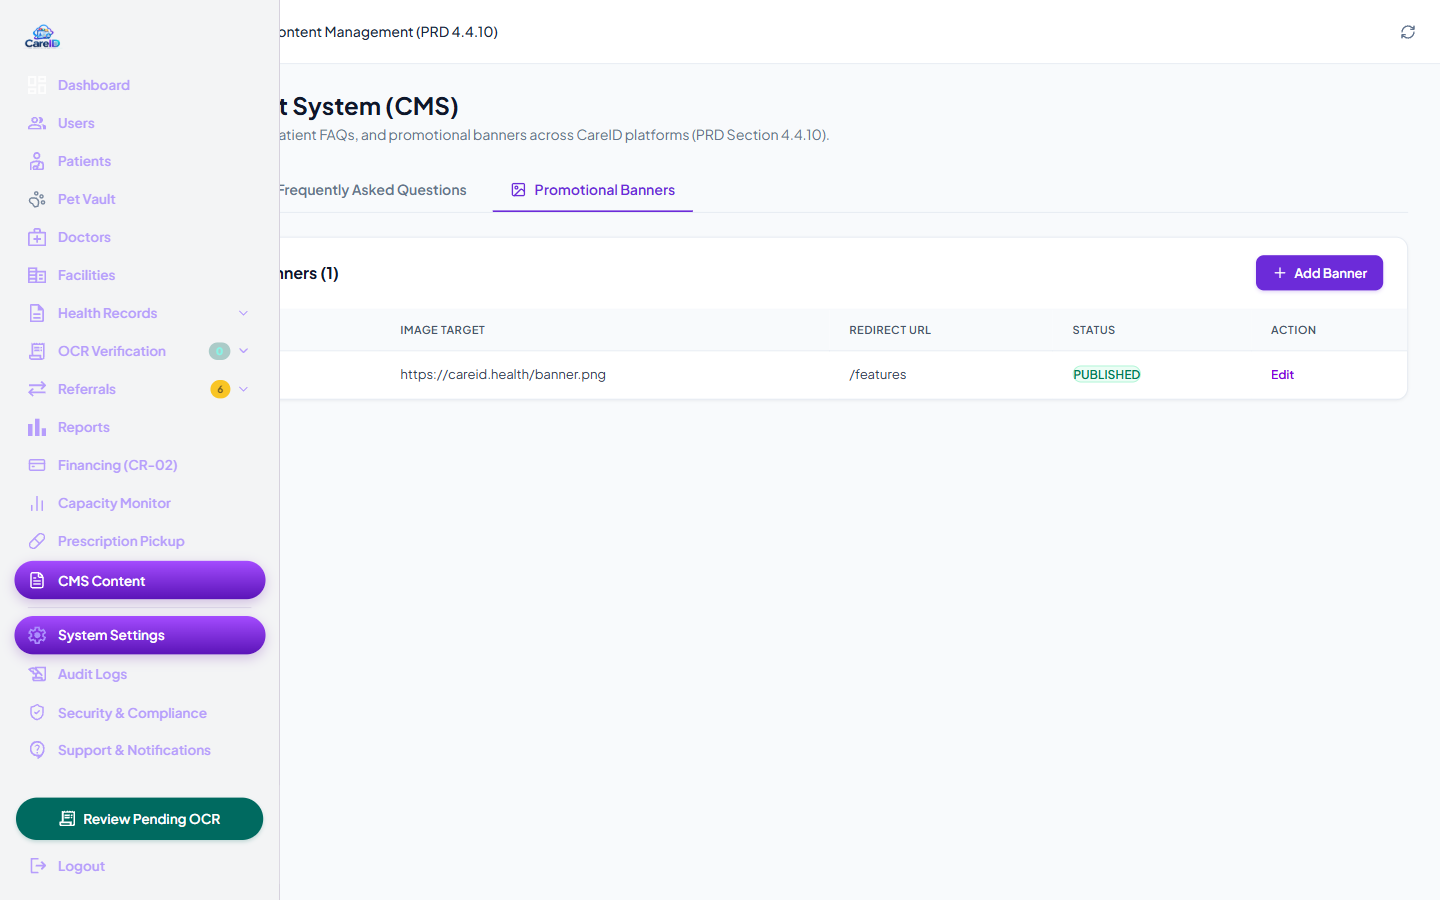 CareID
Dashboard
Users
Patients
Pet Vault
Doctors
Facilities
Health Records
OCR Verification 0
Referrals 6
Reports
Financing (CR-02)
Capacity Monitor
Prescription Pickup
CMS Content
System Settings
Audit Logs
Security & Compliance
Support & Notifications
Review Pending OCR
Logout
ontent Management (PRD 4.4.10)
t System (CMS)
atient FAQs, and promotional banners across CareID platforms (PRD Section 4.4.10).
Frequently Asked Questions
Promotional Banners
nners (1)
Add Banner
IMAGE TARGET REDIRECT URL STATUS ACTION
https://careid.health/banner.png /features PUBLISHED Edit